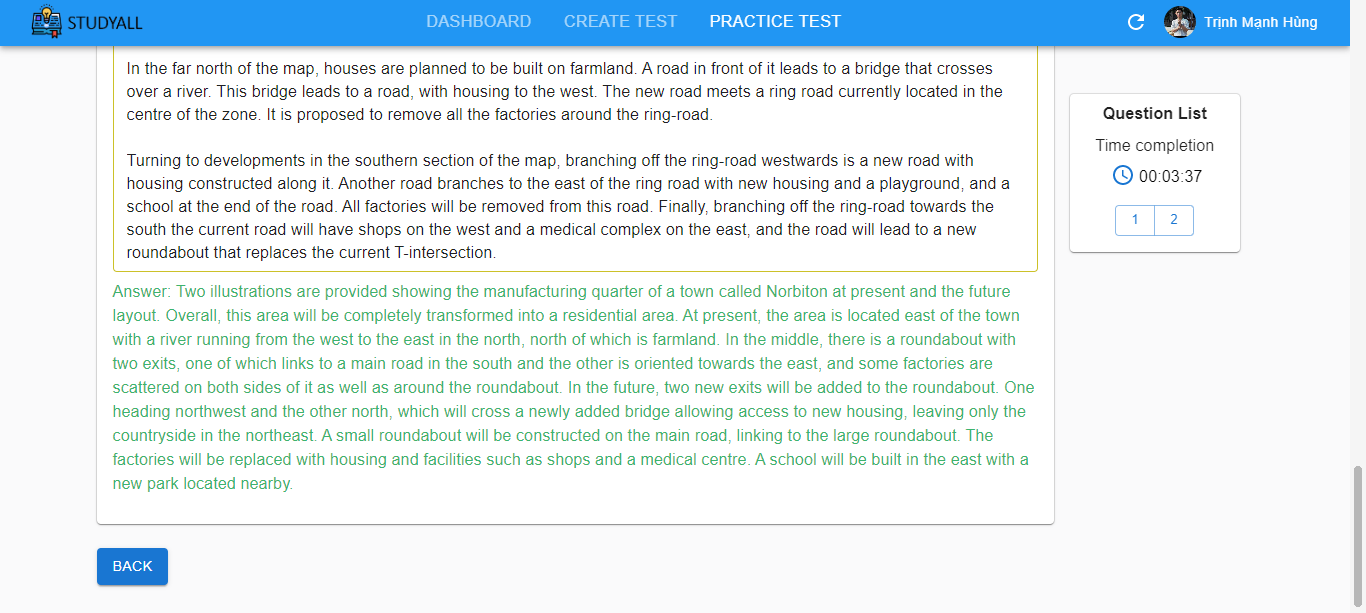 STUDYALL DASHBOARD CREATE TEST PRACTICE TEST Trịnh Mạnh Hùng
In the far north of the map, houses are planned to be built on farmland. A road in front of it leads to a bridge that crosses
over a river. This bridge leads to a road, with housing to the west. The new road meets a ring road currently located in the
centre of the zone. It is proposed to remove all the factories around the ring-road.
Turning to developments in the southern section of the map, branching off the ring-road westwards is a new road with
housing constructed along it. Another road branches to the east of the ring road with new housing and a playground, and a
school at the end of the road. All factories will be removed from this road. Finally, branching off the ring-road towards the
south the current road will have shops on the west and a medical complex on the east, and the road will lead to a new
roundabout that replaces the current T-intersection.
Answer: Two illustrations are provided showing the manufacturing quarter of a town called Norbiton at present and the future
layout. Overall, this area will be completely transformed into a residential area. At present, the area is located east of the town
with a river running from the west to the east in the north, north of which is farmland. In the middle, there is a roundabout with
two exits, one of which links to a main road in the south and the other is oriented towards the east, and some factories are
scattered on both sides of it as well as around the roundabout. In the future, two new exits will be added to the roundabout. One
heading northwest and the other north, which will cross a newly added bridge allowing access to new housing, leaving only the
countryside in the northeast. A small roundabout will be constructed on the main road, linking to the large roundabout. The
factories will be replaced with housing and facilities such as shops and a medical centre. A school will be built in the east with a
new park located nearby.
BACK
Question List
Time completion
00:03:37
1 2